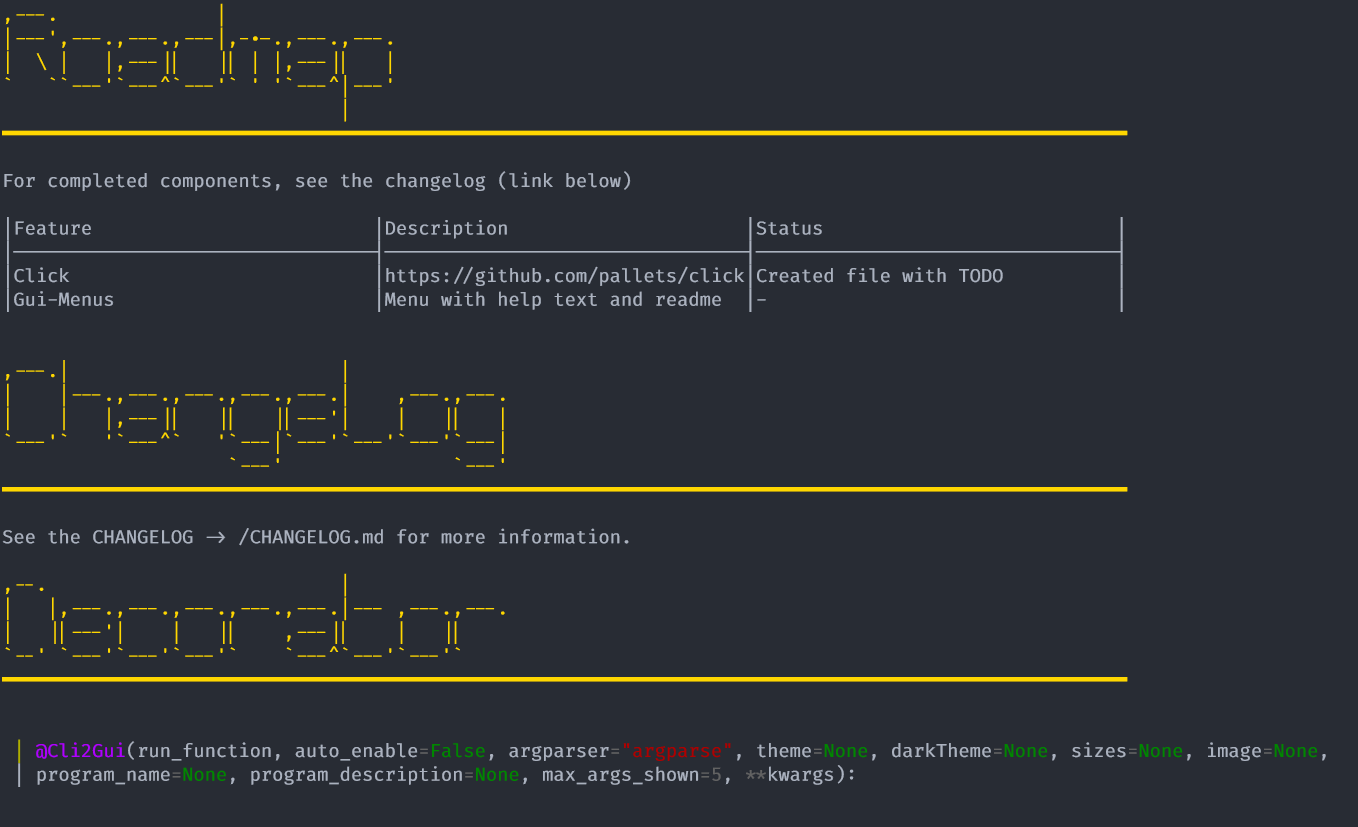 Roadmap
For completed components, see the changelog (link below)
Feature Description Status
Click https://github.com/pallets/click Created file with TODO
Gui-Menus Menu with help text and readme -
ChangeLog
See the CHANGELOG → /CHANGELOG.md for more information.
Decorator
@Cli2Gui(run_function, auto_enable=False, argparser="argparse", theme=None, darkTheme=None, sizes=None, image=None,
program_name=None, program_description=None, max_args_shown=5, **kwargs):